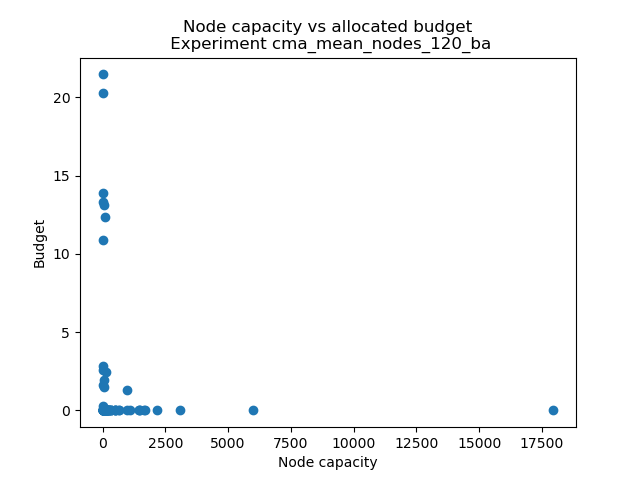 Node capacity vs allocated budget
Experiment cma_mean_nodes_120_ba
20
15
10
5
0
Budget
0 2500 5000 7500 10000 12500 15000 17500
Node capacity